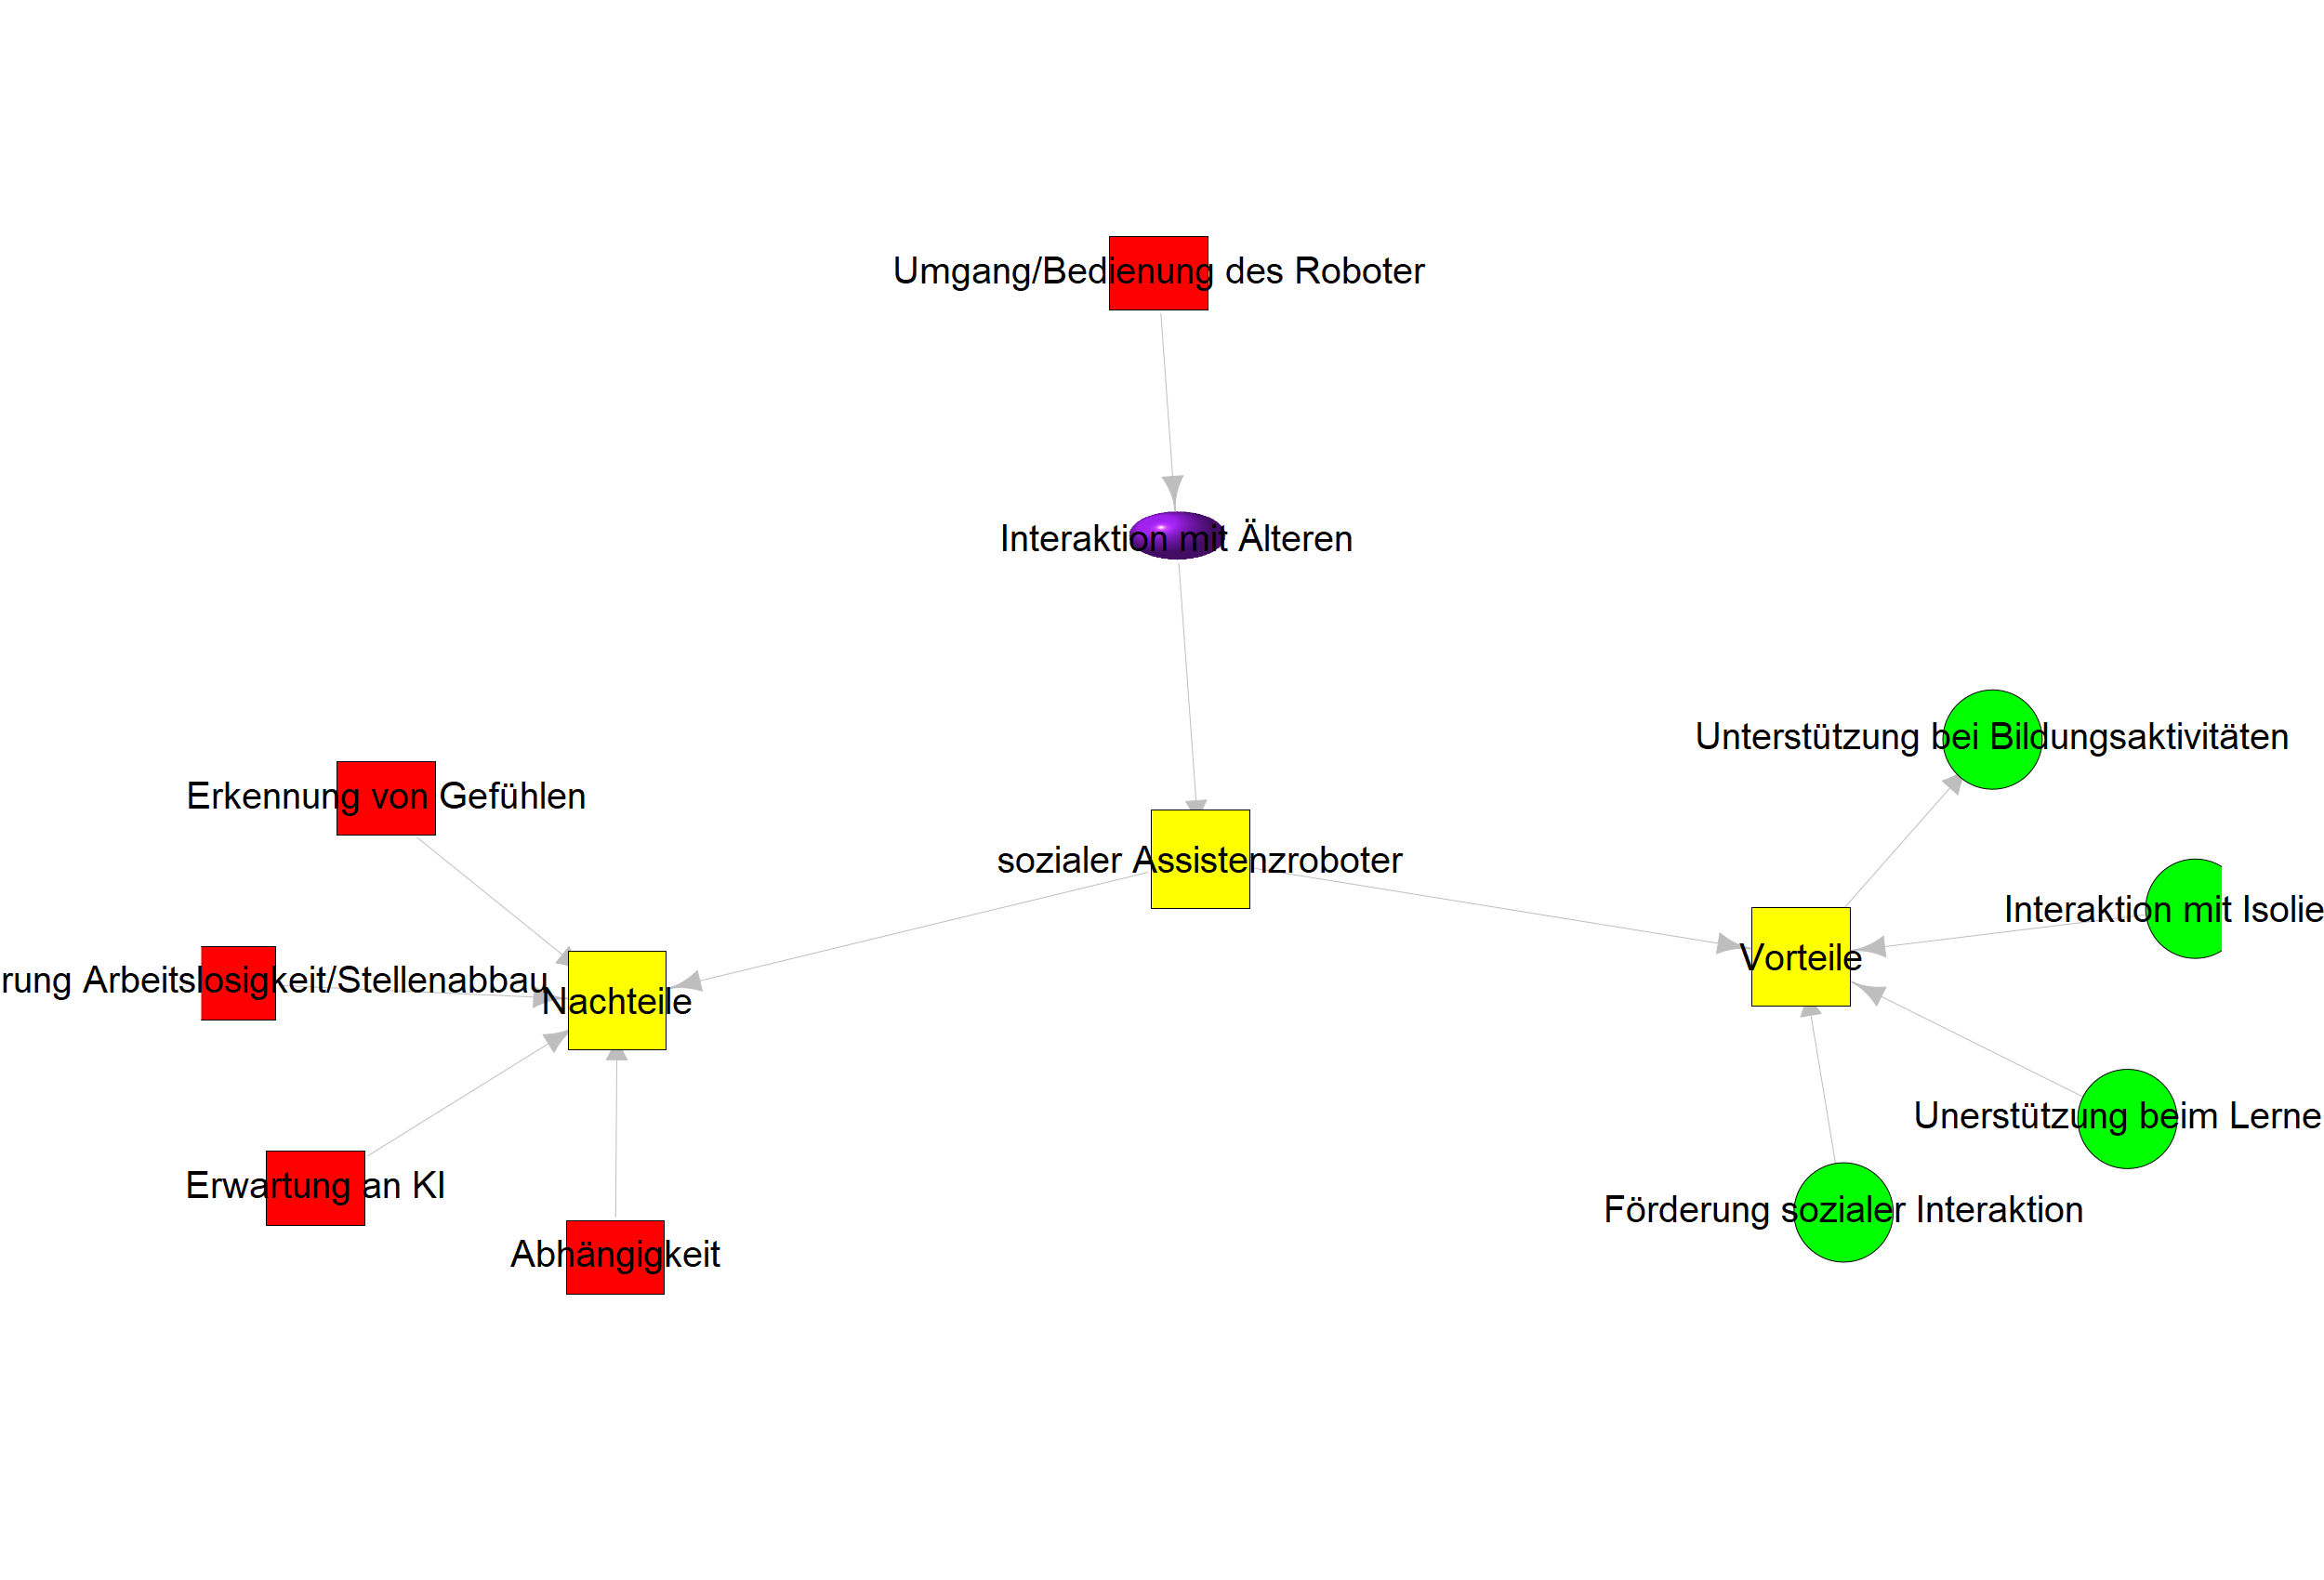 Umgang/Bedienung des Roboter
Interaktion mit Älteren
Unterstützung bei Bildungsaktivitäten
Erkennung von Gefühlen
sozialer Assistenzroboter
Interaktion mit Isolie
Vorteile
rung Arbeitslosigkeit/Stellenabbau
Nachteile
Unerstützung beim Lerne
Erwartung an KI
Förderung sozialer Interaktion
Abhängigkeit